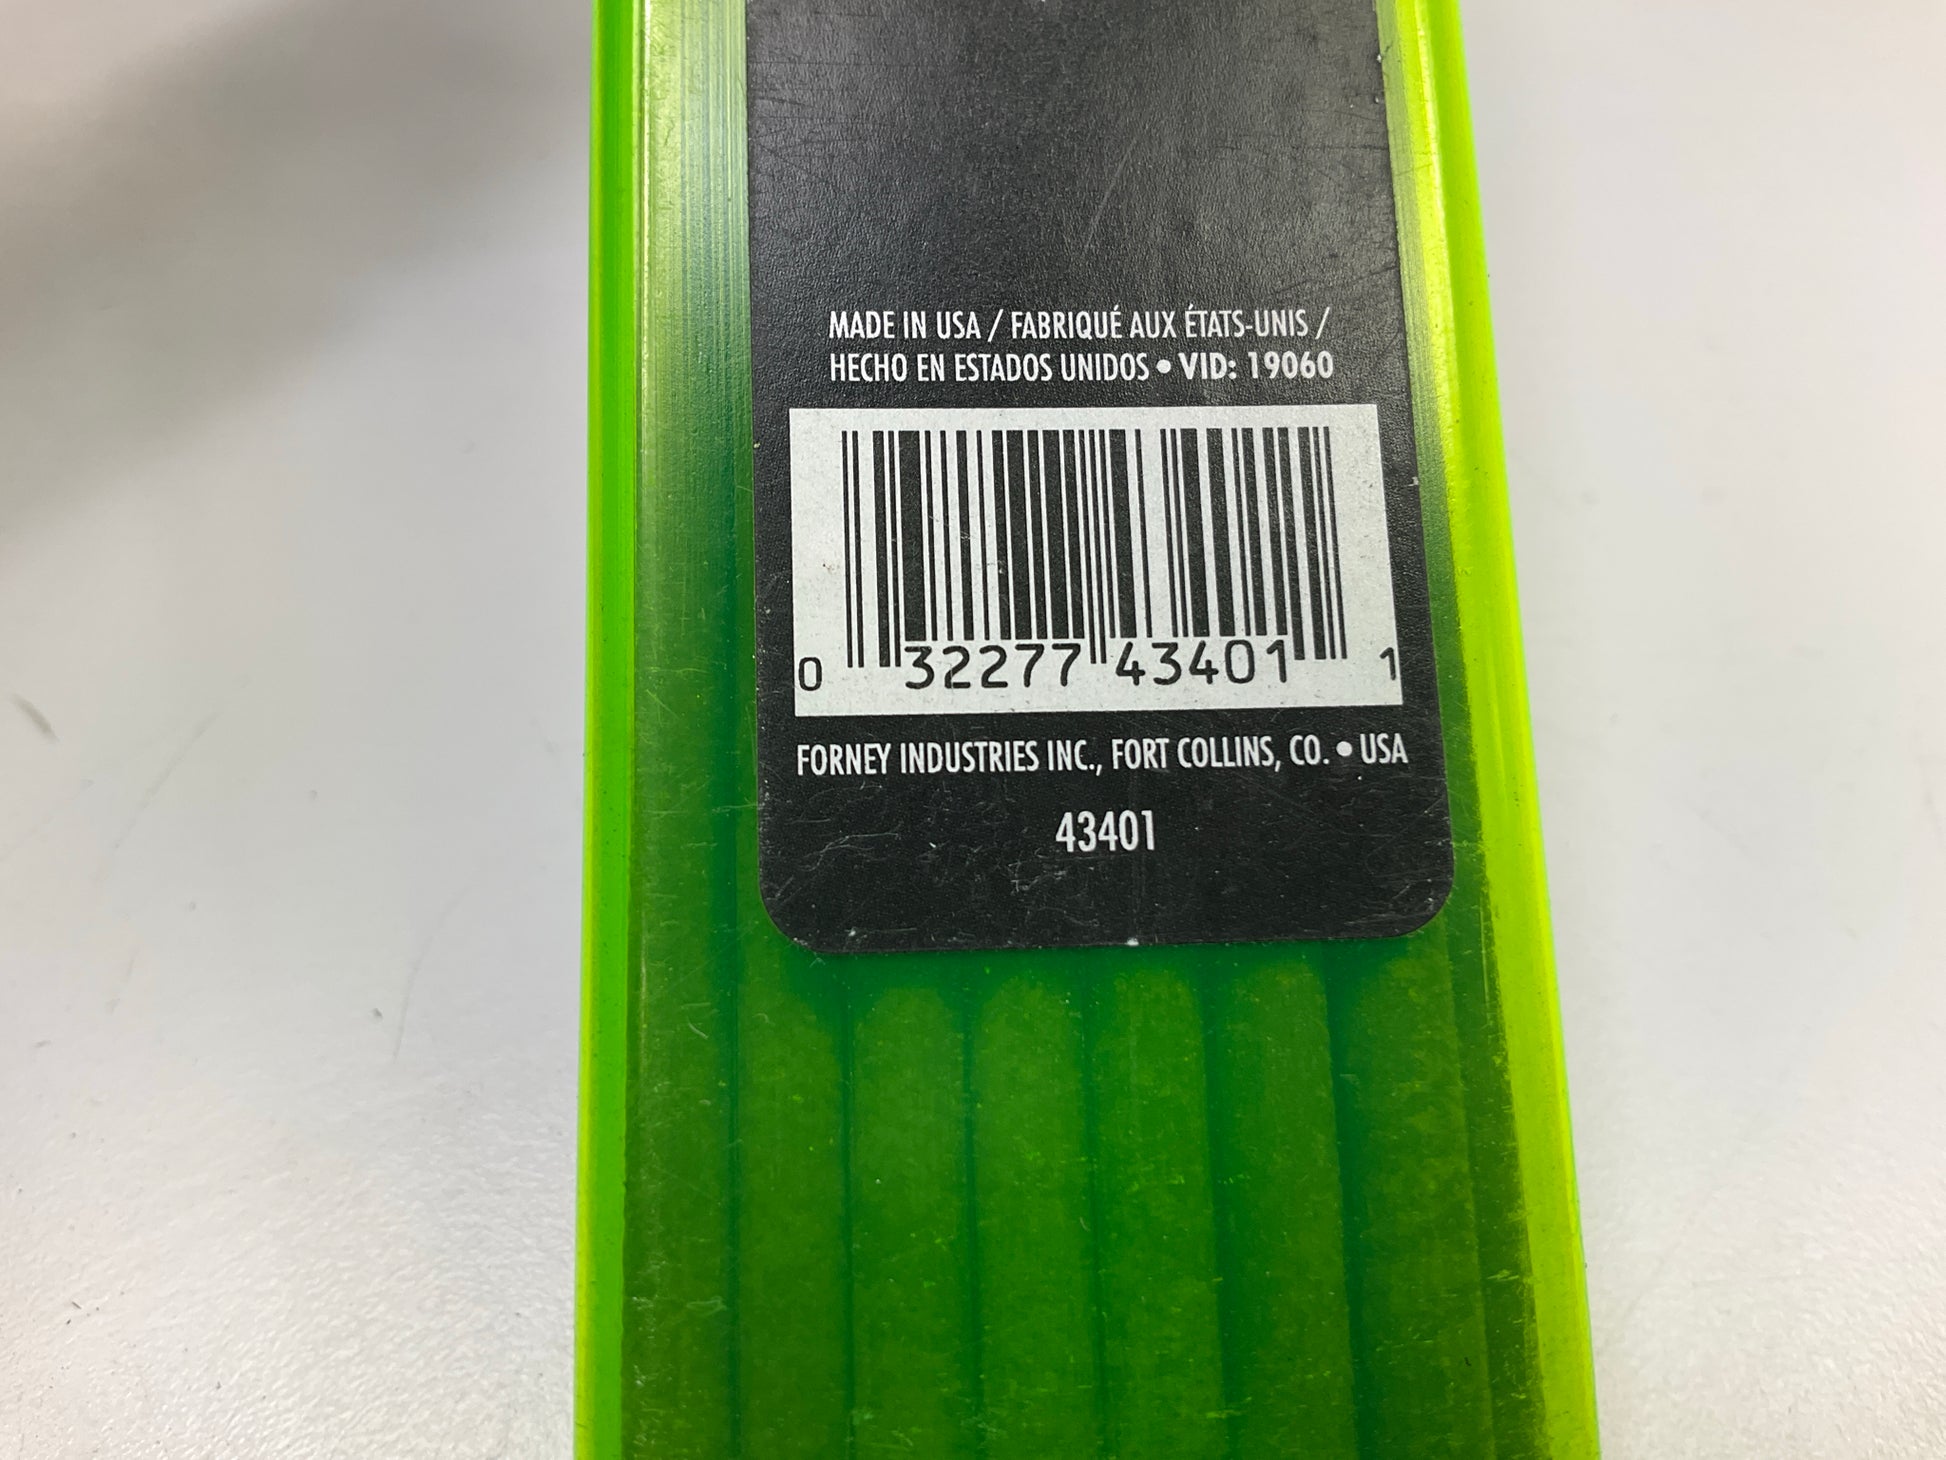 MADE IN USA / FABRIQUÉ AUX ÉTATS-UNIS /
HECHO EN ESTADOS UNIDOS • VID: 19060
0 32277 43401 1
FORNEY INDUSTRIES INC., FORT COLLINS, CO. • USA
43401